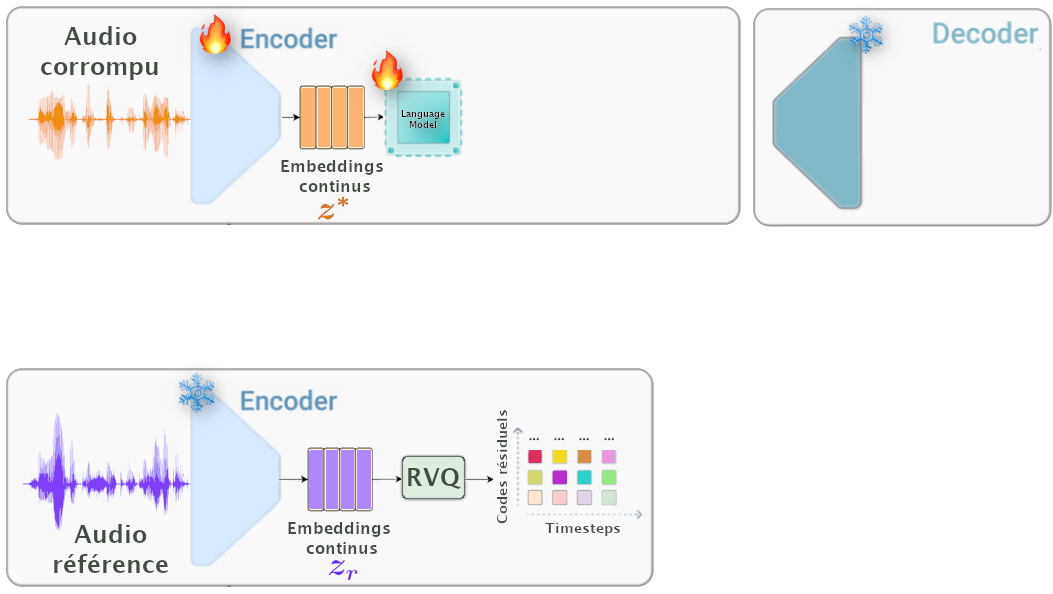 Audio
corrompu
Encoder
Language
Model
Embeddings
continus
z*
Decoder
Encoder
Audio
référence
Embeddings
continus
z_r
RVQ
Codes résiduels
... ... ... ...
Timesteps